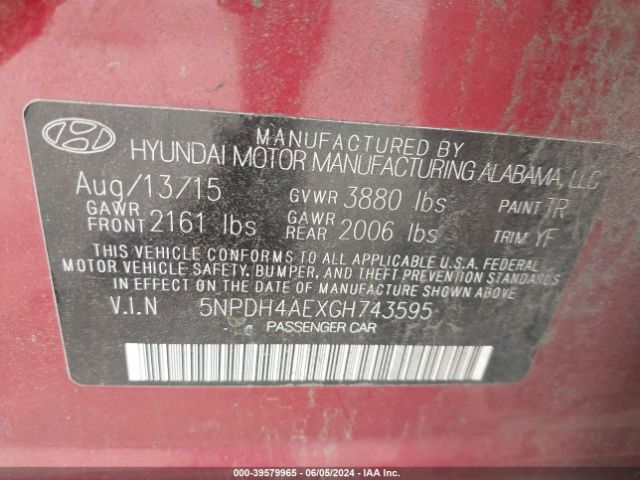 MANUFACTURED BY
HYUNDAI MOTOR MANUFACTURING ALABAMA, LLC
Aug/13/15 GVWR 3880 lbs PAINT TR
GAWR FRONT 2161 lbs GAWR REAR 2006 lbs TRIM YF
THIS VEHICLE CONFORMS TO ALL APPLICABLE U.S.A. FEDERAL
MOTOR VEHICLE SAFETY, BUMPER, AND THEFT PREVENTION STANDARDS
IN EFFECT ON THE DATE OF MANUFACTURE SHOWN ABOVE.
V.I.N 5NPDH4AEXGH743595
PASSENGER CAR
000-39579965 - 06/05/2024 - IAA Inc.